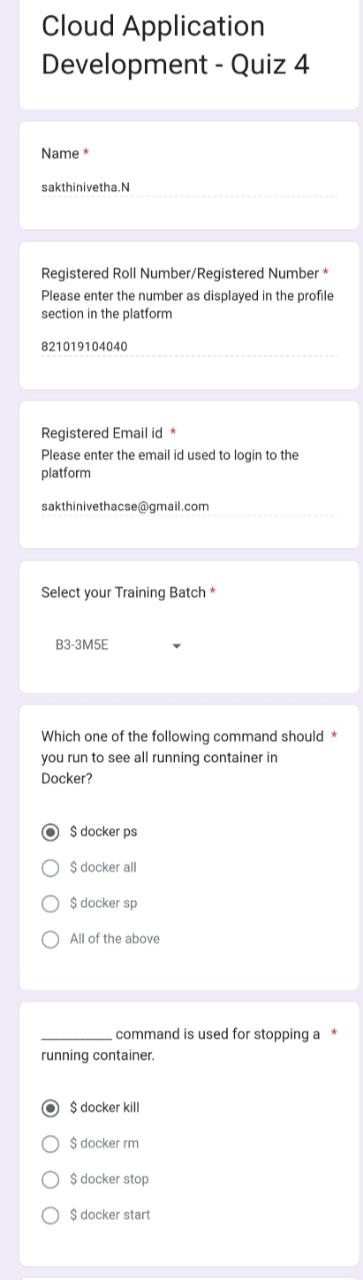 Cloud Application
Development - Quiz 4
Name *
sakthinivetha.N
Registered Roll Number/Registered Number *
Please enter the number as displayed in the profile
section in the platform
821019104040
Registered Email id *
Please enter the email id used to login to the
platform
sakthinivethacse@gmail.com
Select your Training Batch *
B3-3M5E
Which one of the following command should *
you run to see all running container in
Docker?
$ docker ps
$ docker all
$ docker sp
All of the above
__________ command is used for stopping a *
running container.
$ docker kill
$ docker rm
$ docker stop
$ docker start